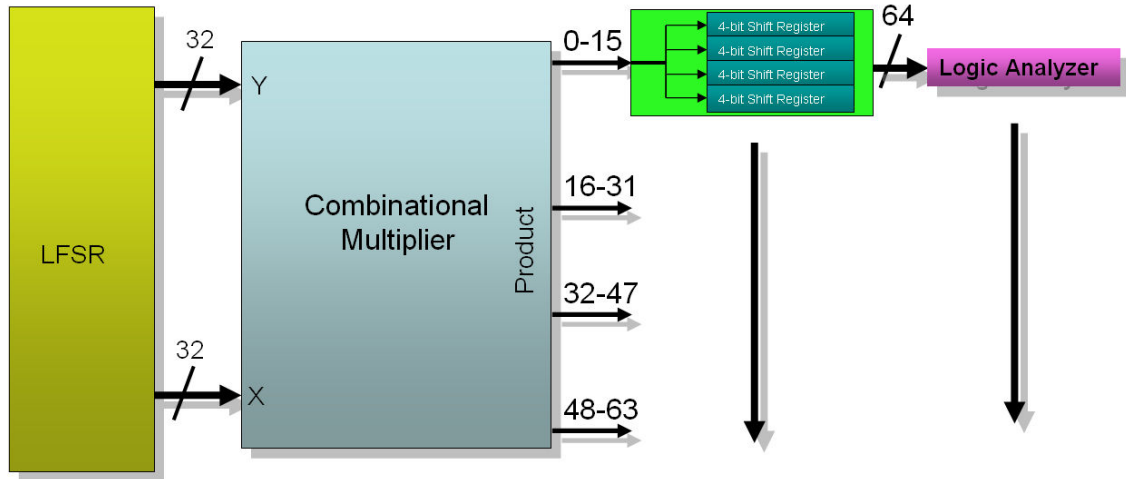 LFSR
32
32
Y
X
Combinational
Multiplier
Product
0-15
16-31
32-47
48-63
4-bit Shift Register
4-bit Shift Register
4-bit Shift Register
4-bit Shift Register
64
Logic Analyzer